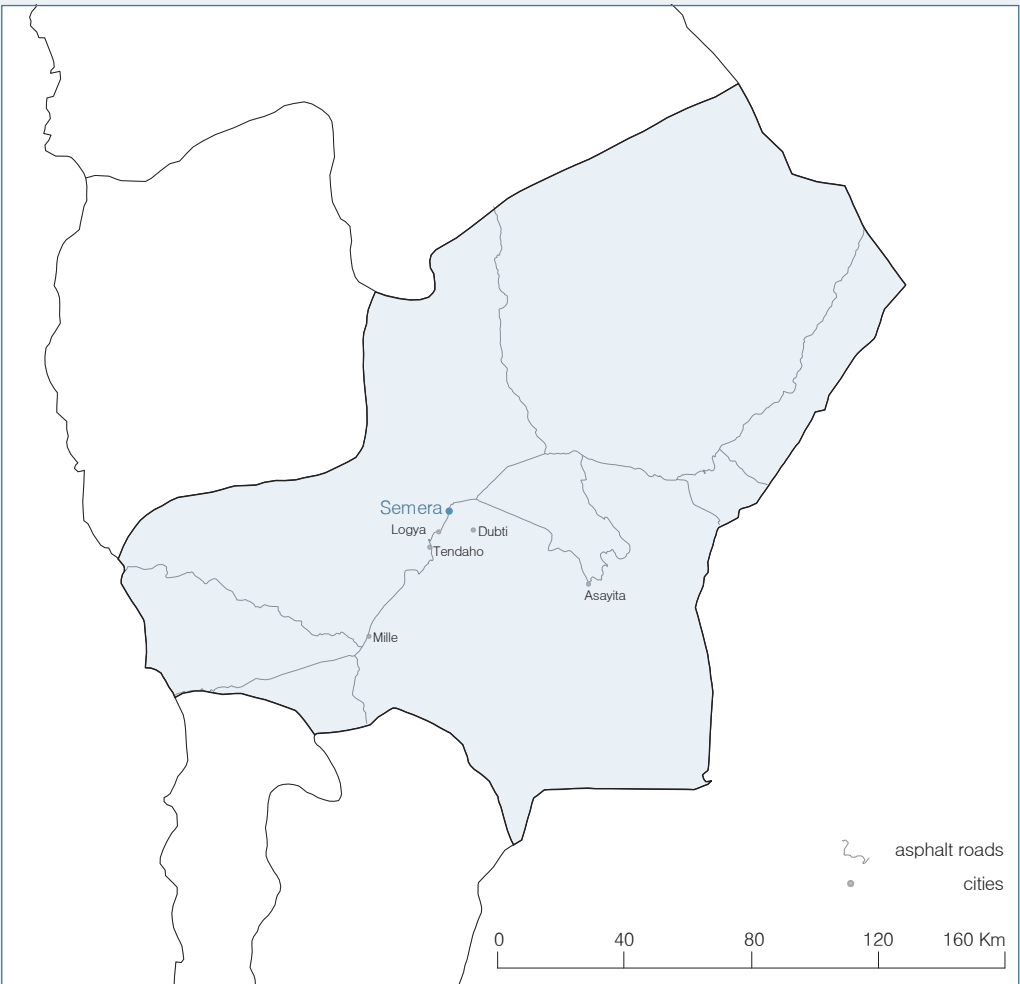 Semera
Logya
Dubti
Tendaho
Asayita
Mille
asphalt roads
cities
0 40 80 120 160 Km